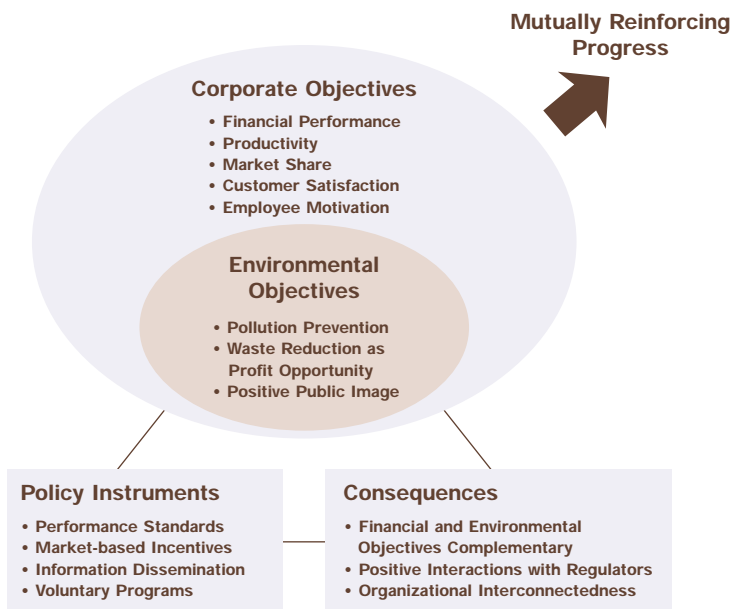 Mutually Reinforcing
Progress
Corporate Objectives
• Financial Performance
• Productivity
• Market Share
• Customer Satisfaction
• Employee Motivation
Environmental
Objectives
• Pollution Prevention
• Waste Reduction as
Profit Opportunity
• Positive Public Image
Policy Instruments
• Performance Standards
• Market-based Incentives
• Information Dissemination
• Voluntary Programs
Consequences
• Financial and Environmental
Objectives Complementary
• Positive Interactions with Regulators
• Organizational Interconnectedness